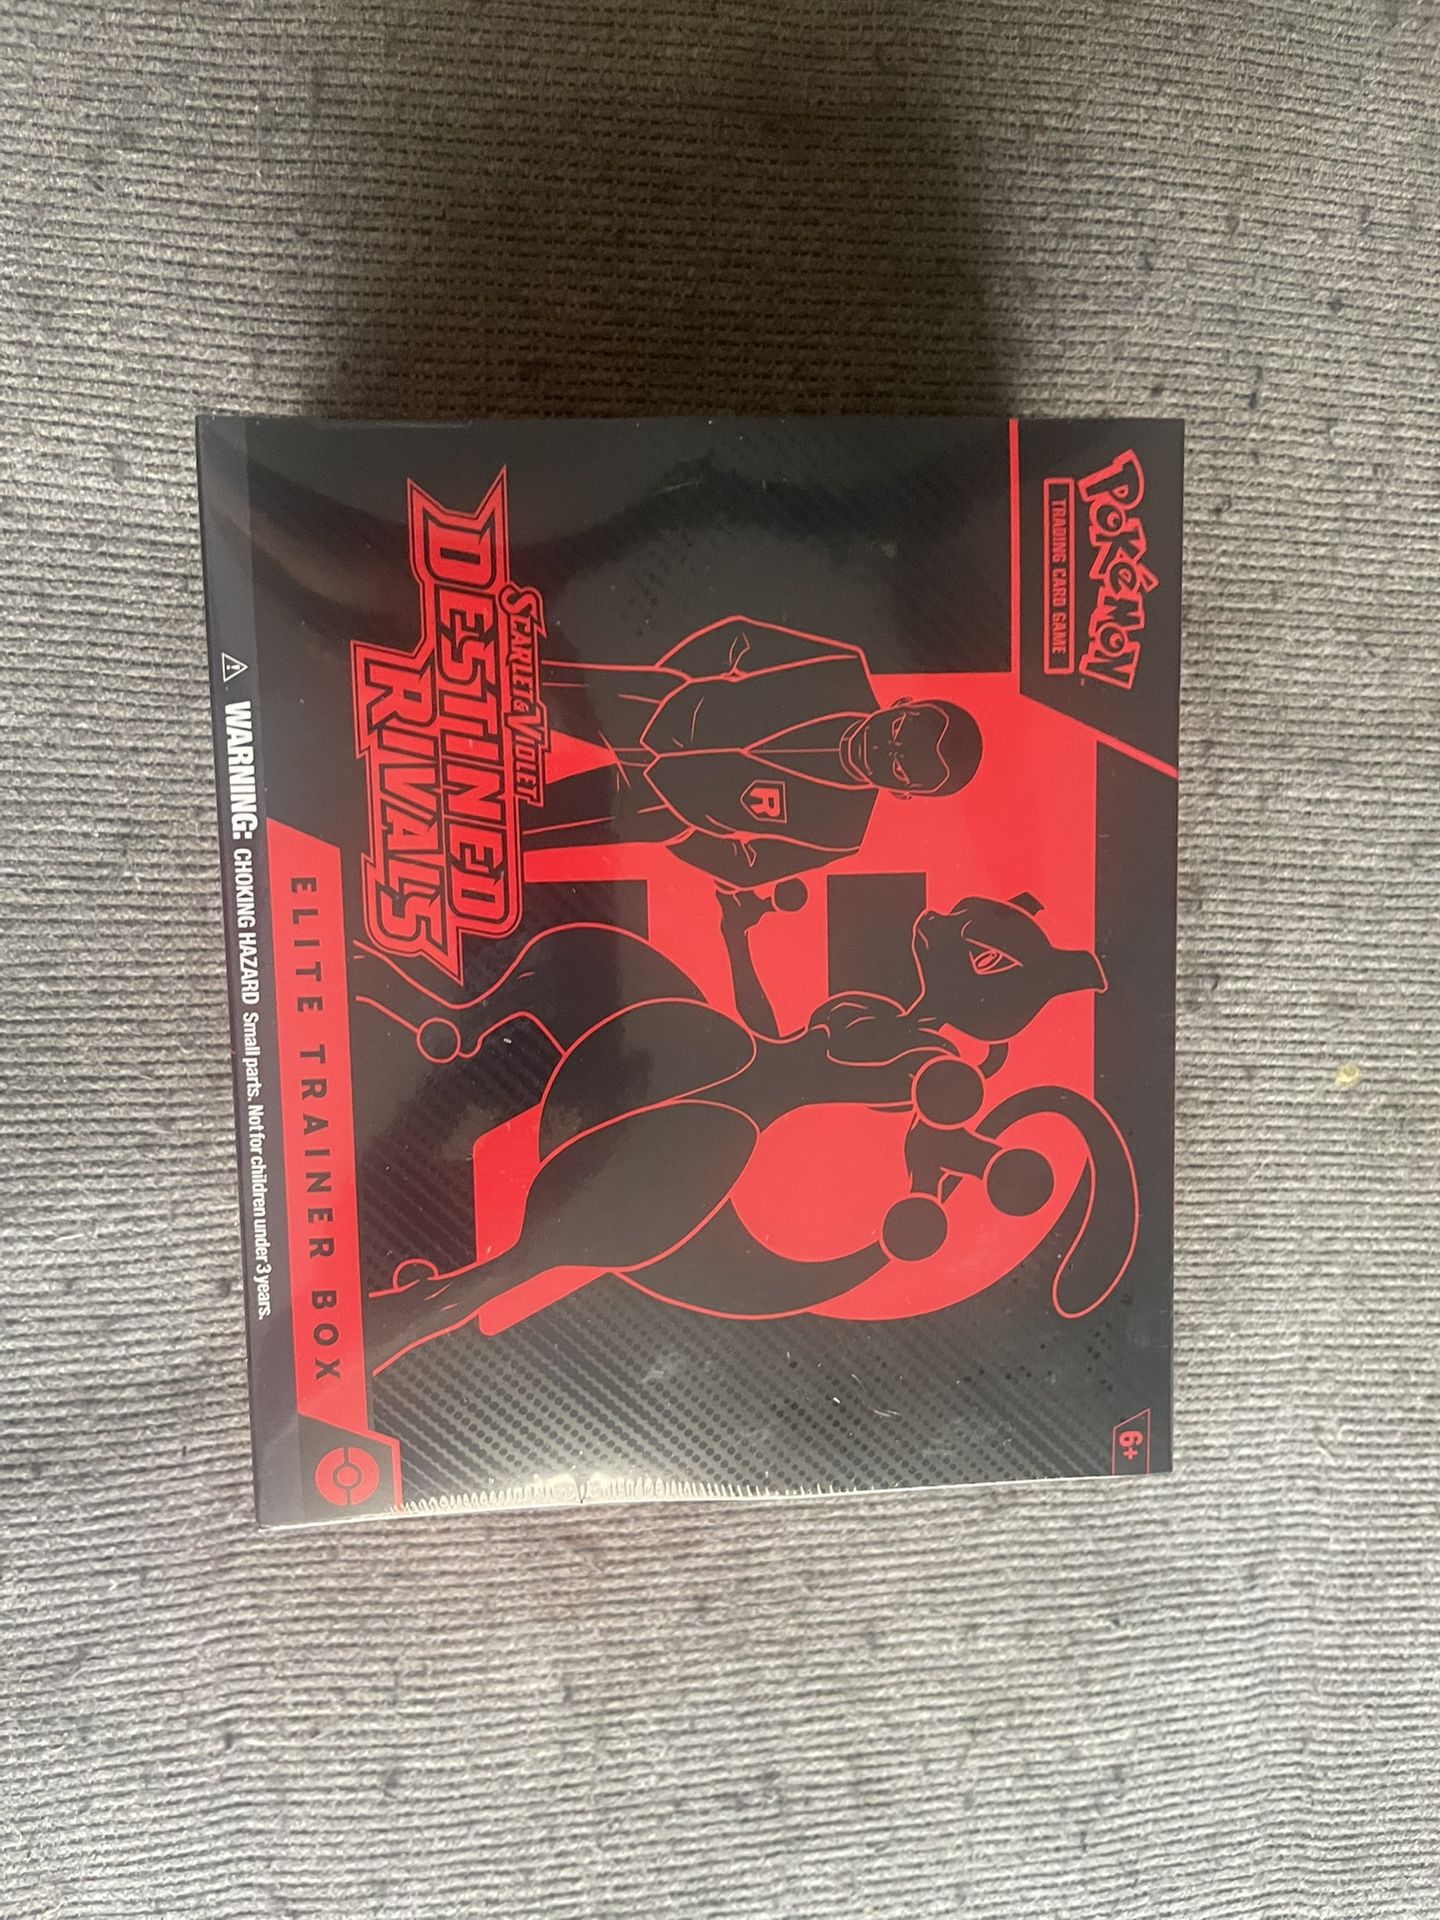 POKéMON
TRADING CARD GAME
R
SCARLET & VIOLET
DESTINED
RIVALS
ELITE TRAINER BOX
6+
WARNING: CHOKING HAZARD Small parts. Not for children under 3 years.